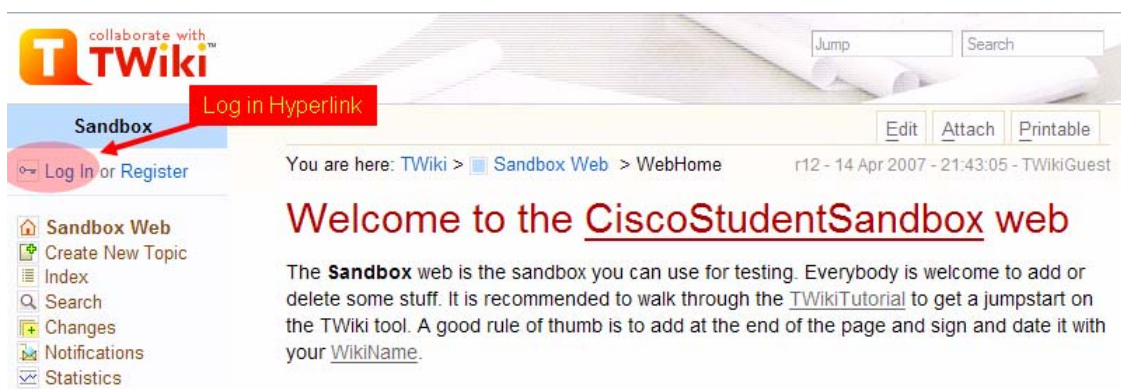 collaborate with
TWiki™
Jump
Search
Log in Hyperlink
Sandbox
Edit
Attach
Printable
Log In or Register
You are here: TWiki > Sandbox Web > WebHome
r12 - 14 Apr 2007 - 21:43:05 - TWikiGuest
Sandbox Web
Create New Topic
Index
Search
Changes
Notifications
Statistics
Welcome to the CiscoStudentSandbox web
The Sandbox web is the sandbox you can use for testing. Everybody is welcome to add or
delete some stuff. It is recommended to walk through the TWikiTutorial to get a jumpstart on
the TWiki tool. A good rule of thumb is to add at the end of the page and sign and date it with
your WikiName.